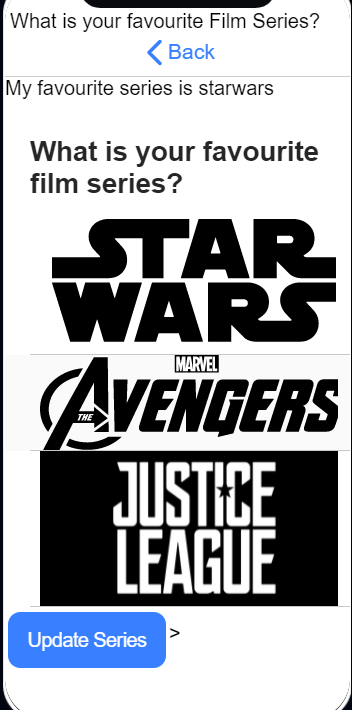 What is your favourite Film Series?
Back
My favourite series is starwars
What is your favourite
film series?
STAR
WARS
MARVEL
THE AVENGERS
JUSTICE
LEAGUE
Update Series >